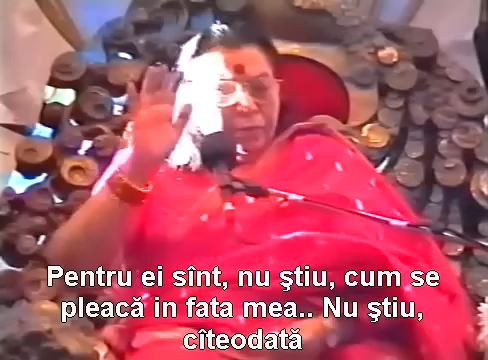 Pentru ei sînt, nu ştiu, cum se
pleacă in fata mea.. Nu ştiu,
cîteodată